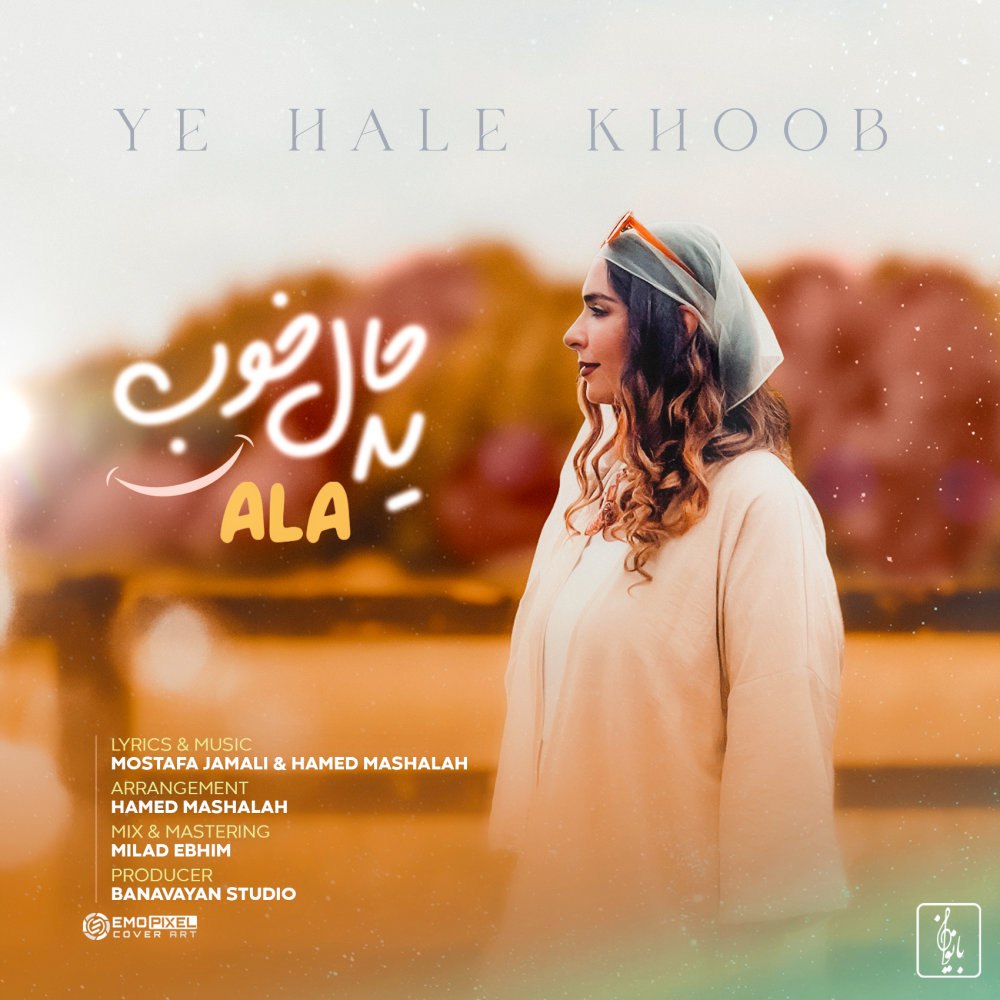 YE HALE KHOOB
یه حال خوب
ALA
LYRICS & MUSIC
MOSTAFA JAMALI & HAMED MASHALAH
ARRANGEMENT
HAMED MASHALAH
MIX & MASTERING
MILAD EBHIM
PRODUCER
BANAVAYAN STUDIO
EMOPIXEL
COVER ART